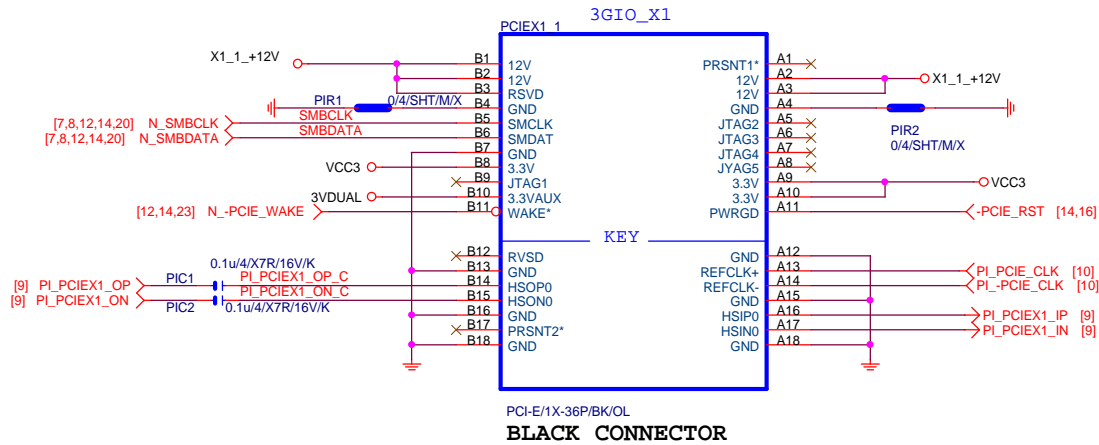 3GIO_X1
PCIEX1_1
X1_1_+12V B1 12V PRSNT1* A1
B2 12V 12V A2 X1_1_+12V
B3 RSVD 12V A3
PIR1 0/4/SHT/M/X B4 GND GND A4
[7,8,12,14,20] N_SMBCLK SMBCLK B5 SMCLK JTAG2 A5 PIR2
[7,8,12,14,20] N_SMBDATA SMBDATA B6 SMDAT JTAG3 A6 0/4/SHT/M/X
B7 GND JTAG4 A7
VCC3 B8 3.3V JYAG5 A8
B9 JTAG1 3.3V A9 VCC3
3VDUAL B10 3.3VAUX 3.3V A10
[12,14,23] N_-PCIE_WAKE B11 WAKE* PWRGD A11 -PCIE_RST [14,16]
KEY
B12 RVSD GND A12
0.1u/4/X7R/16V/K B13 GND REFCLK+ A13 PI_PCIE_CLK [10]
[9] PI_PCIEX1_OP PIC1 PI_PCIEX1_OP_C B14 HSOP0 REFCLK- A14 PI_-PCIE_CLK [10]
[9] PI_PCIEX1_ON PIC2 PI_PCIEX1_ON_C B15 HSON0 GND A15
0.1u/4/X7R/16V/K B16 GND HSIP0 A16 PI_PCIEX1_IP [9]
B17 PRSNT2* HSIN0 A17 PI_PCIEX1_IN [9]
B18 GND GND A18
PCI-E/1X-36P/BK/OL
BLACK CONNECTOR